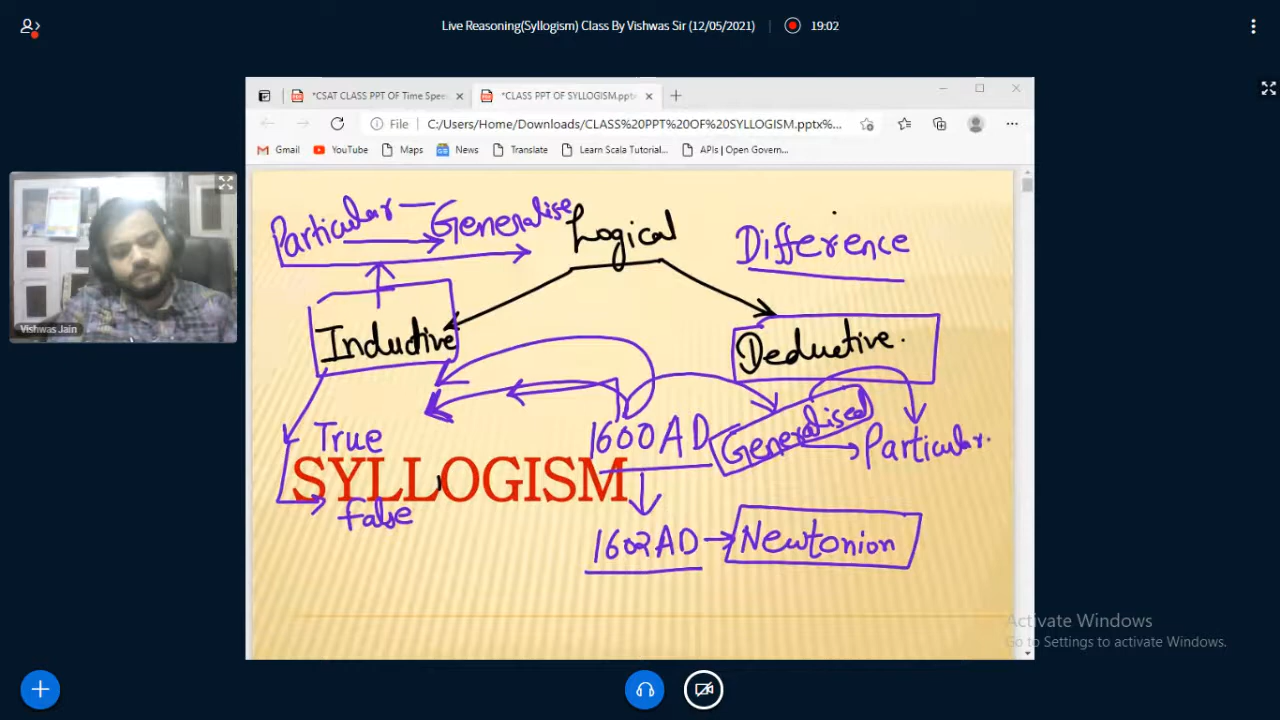 Live Reasoning(Syllogism) Class By Vishwas Sir (12/05/2021) 19:02
*CSAT CLASS PPT OF Time Spee
*CLASS PPT OF SYLLOGISM.pptx
File C:/Users/Home/Downloads/CLASS%20PPT%20OF%20SYLLOGISM.pptx%...
Gmail YouTube Maps News Translate Learn Scala Tutorial... APIs | Open Govern...
Particular — Generalise
Logical
Difference
Vishwas Jain
Inductive
Deductive.
True
1600 AD
Generalised
Particular.
SYLLOGISM
False
1602 AD
Newtonion
Activate Windows
Go to Settings to activate Windows.